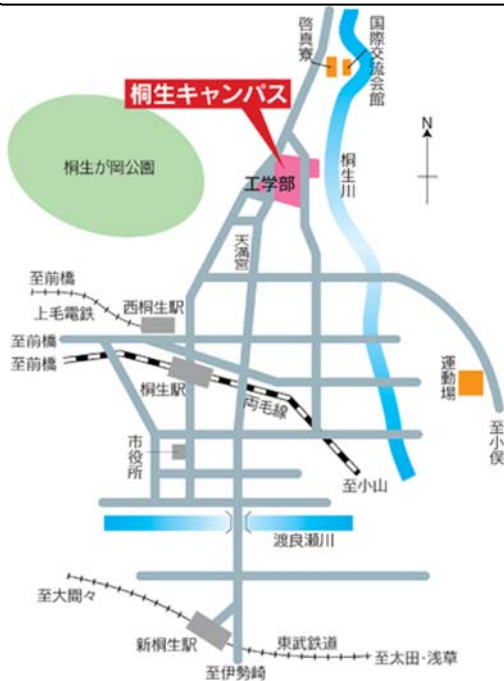 啓真寮
国際交流会館
桐生キャンパス
N
桐生が岡公園
工学部
桐生川
天満宮
至前橋
上毛電鉄
西桐生駅
至前橋
至前橋
桐生駅
両毛線
運動場
至小俣
市役所
至小山
渡良瀬川
至大間々
新桐生駅
東武鉄道
至太田・浅草
至伊勢崎